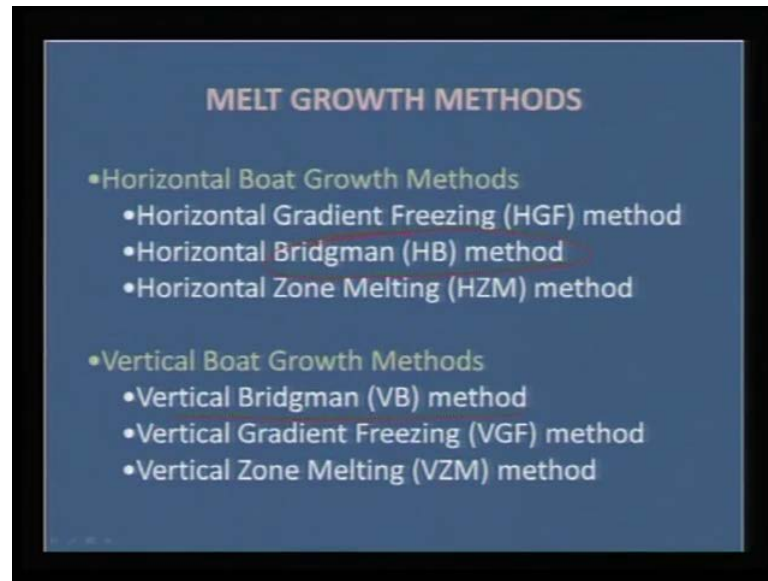 MELT GROWTH METHODS
•Horizontal Boat Growth Methods
•Horizontal Gradient Freezing (HGF) method
•Horizontal Bridgman (HB) method
•Horizontal Zone Melting (HZM) method
•Vertical Boat Growth Methods
•Vertical Bridgman (VB) method
•Vertical Gradient Freezing (VGF) method
•Vertical Zone Melting (VZM) method